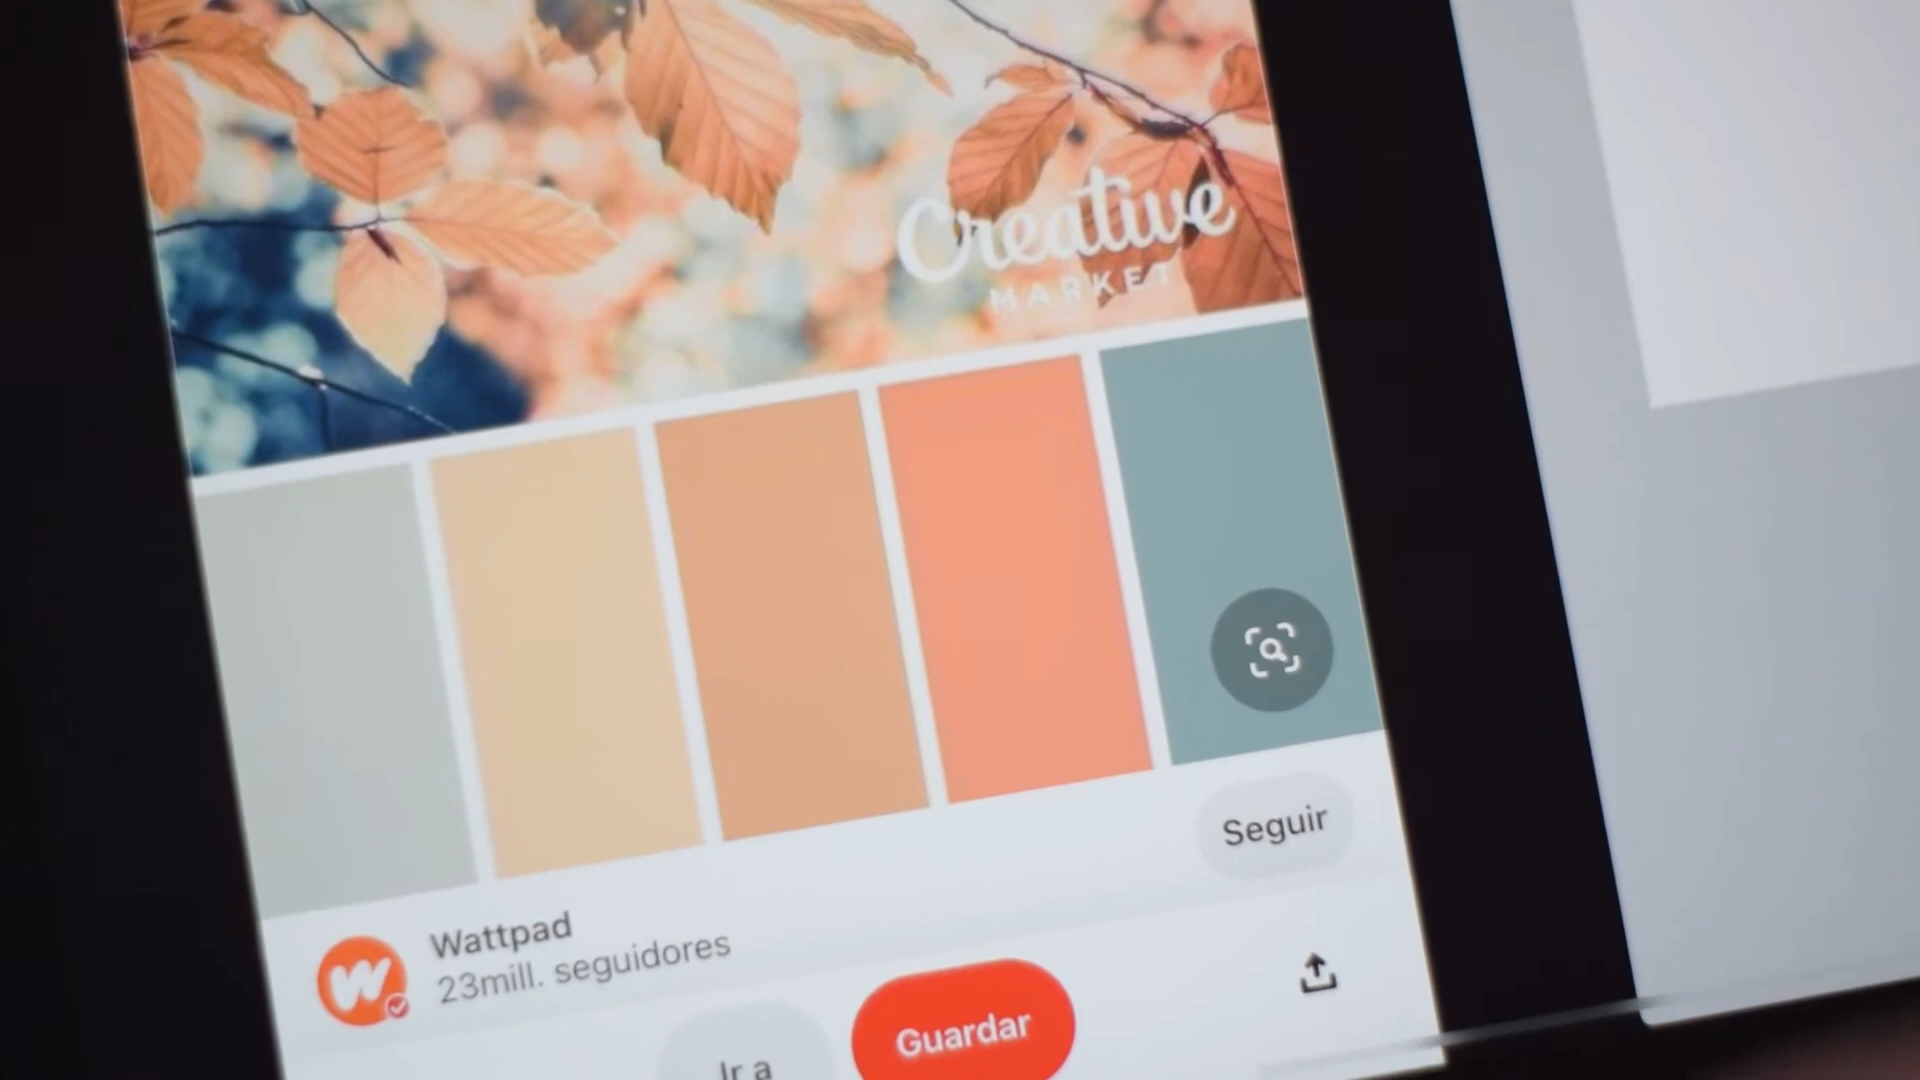 Creative
MARKET
Seguir
Wattpad
23mill. seguidores
Ir a
Guardar